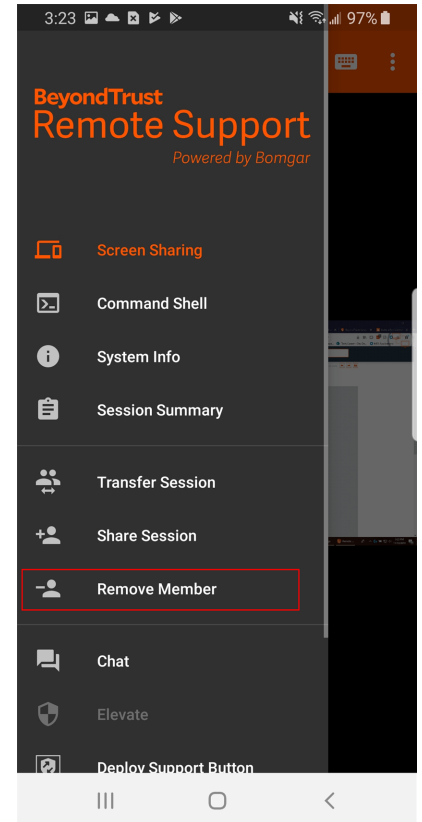 3:23
97%
BeyondTrust
Remote Support
Powered by Bomgar
Screen Sharing
Command Shell
System Info
Session Summary
Transfer Session
Share Session
Remove Member
Chat
Elevate
Deploy Support Button